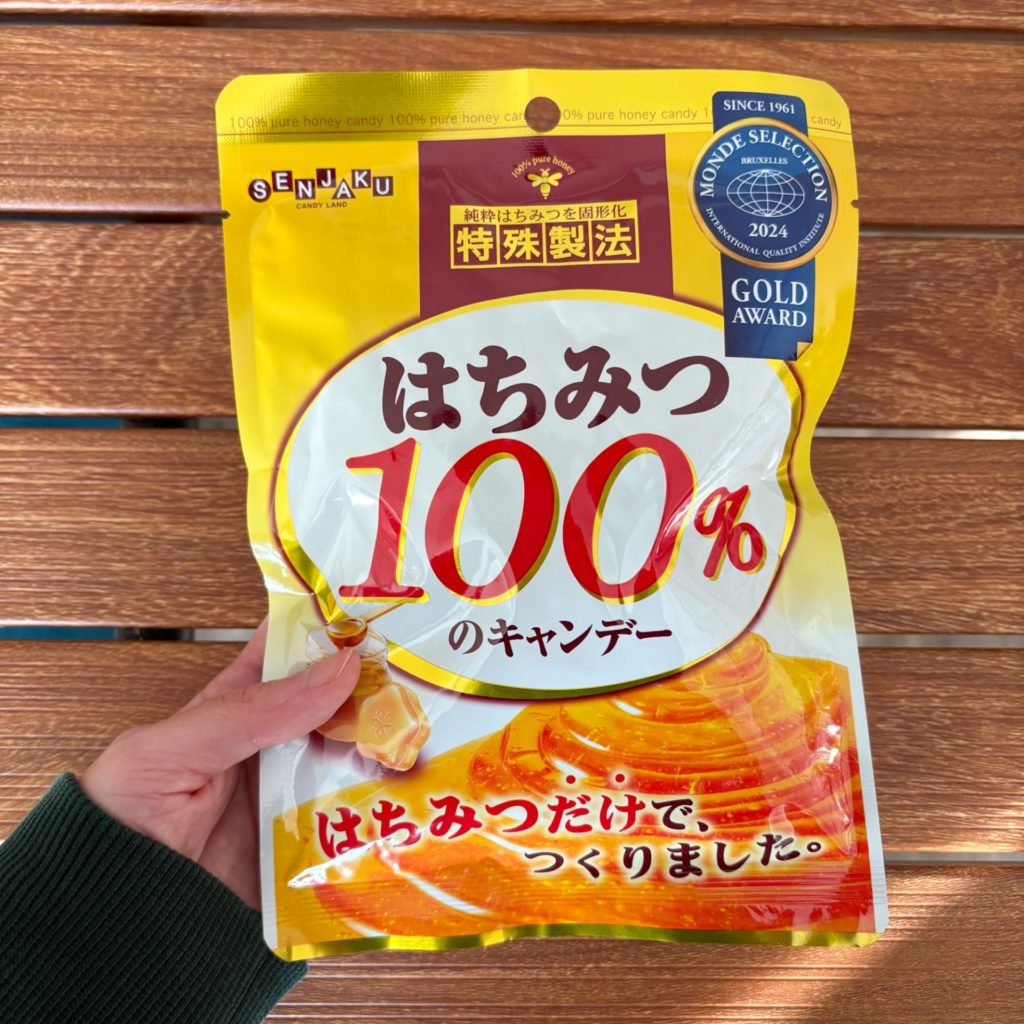 100% pure honey candy 100% pure honey can 0% pure honey candy 1 candy
SENJAKU
CANDY LAND
100% pure honey
純粋はちみつを固形化
特殊製法
SINCE 1961
MONDE SELECTION
BRUXELLES
2024
INTERNATIONAL QUALITY INSTITUTE
GOLD
AWARD
はちみつ
100%
のキャンデー
はちみつだけで、
つくりました。